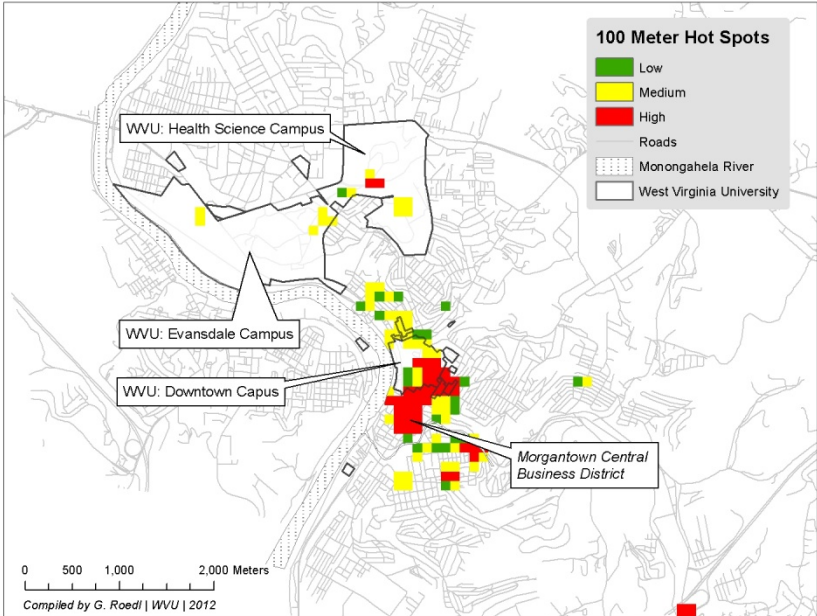 100 Meter Hot Spots
Low
Medium
High
Roads
Monongahela River
West Virginia University
WVU: Health Science Campus
WVU: Evansdale Campus
WVU: Downtown Capus
Morgantown Central
Business District
0 500 1,000 2,000 Meters
Compiled by G. Roedl | WVU | 2012